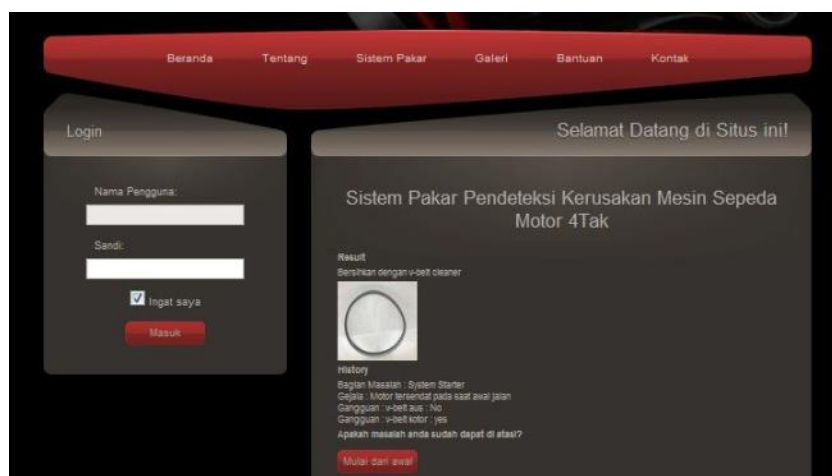 Beranda Tentang Sistem Pakar Galeri Bantuan Kontak
Login
Nama Pengguna:
Sandi:
Ingat saya
Masuk
Selamat Datang di Situs ini!
Sistem Pakar Pendeteksi Kerusakan Mesin Sepeda
Motor 4Tak
Result
Bersihkan dengan v-belt cleaner
History
Bagian Masalah : System Starter
Gejala : Motor tersendat pada saat awal jalan
Gangguan : v-belt aus : No
Gangguan : v-belt kotor : yes
Apakah masalah anda sudah dapat di atasi?
Mulai dari awal